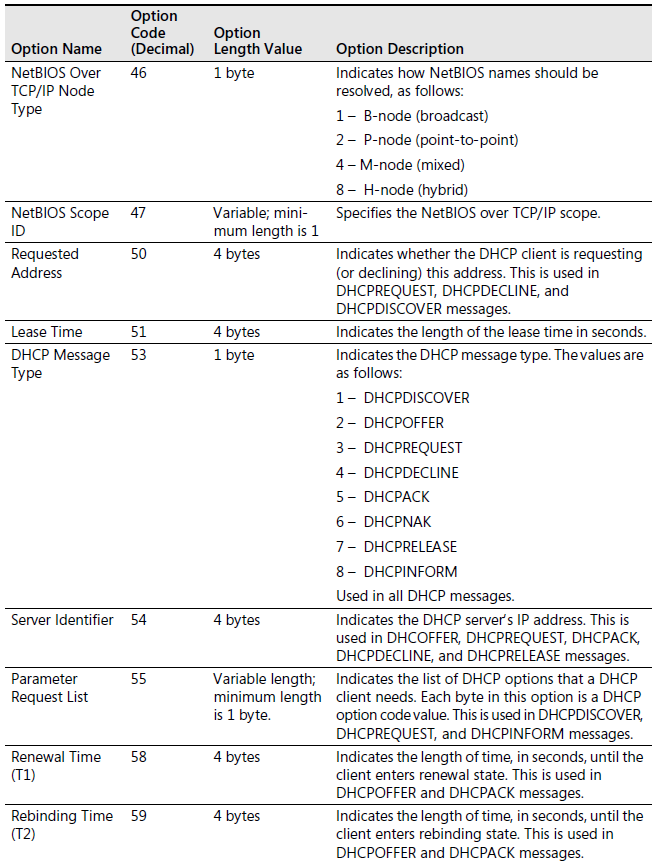 Option Name
Option
Code
(Decimal)
Option
Length Value
Option Description
NetBIOS Over
TCP/IP Node
Type
46
1 byte
Indicates how NetBIOS names should be
resolved, as follows:
1 – B-node (broadcast)
2 – P-node (point-to-point)
4 – M-node (mixed)
8 – H-node (hybrid)
NetBIOS Scope
ID
47
Variable; mini-
mum length is 1
Specifies the NetBIOS over TCP/IP scope.
Requested
Address
50
4 bytes
Indicates whether the DHCP client is requesting
(or declining) this address. This is used in
DHCPREQUEST, DHCPDECLINE, and
DHCPDISCOVER messages.
Lease Time
51
4 bytes
Indicates the length of the lease time in seconds.
DHCP Message
Type
53
1 byte
Indicates the DHCP message type. The values are
as follows:
1 – DHCPDISCOVER
2 – DHCPOFFER
3 – DHCPREQUEST
4 – DHCPDECLINE
5 – DHCPACK
6 – DHCPNAK
7 – DHCPRELEASE
8 – DHCPINFORM
Used in all DHCP messages.
Server Identifier
54
4 bytes
Indicates the DHCP server's IP address. This is
used in DHCOFFER, DHCPREQUEST, DHCPACK,
DHCPDECLINE, and DHCPRELEASE messages.
Parameter
Request List
55
Variable length;
minimum length
is 1 byte.
Indicates the list of DHCP options that a DHCP
client needs. Each byte in this option is a DHCP
option code value. This is used in DHCPDISCOVER,
DHCPREQUEST, and DHCPINFORM messages.
Renewal Time
(T1)
58
4 bytes
Indicates the length of time, in seconds, until the
client enters renewal state. This is used in
DHCPOFFER and DHCPACK messages.
Rebinding Time
(T2)
59
4 bytes
Indicates the length of time, in seconds, until the
client enters rebinding state. This is used in
DHCPOFFER and DHCPACK messages.